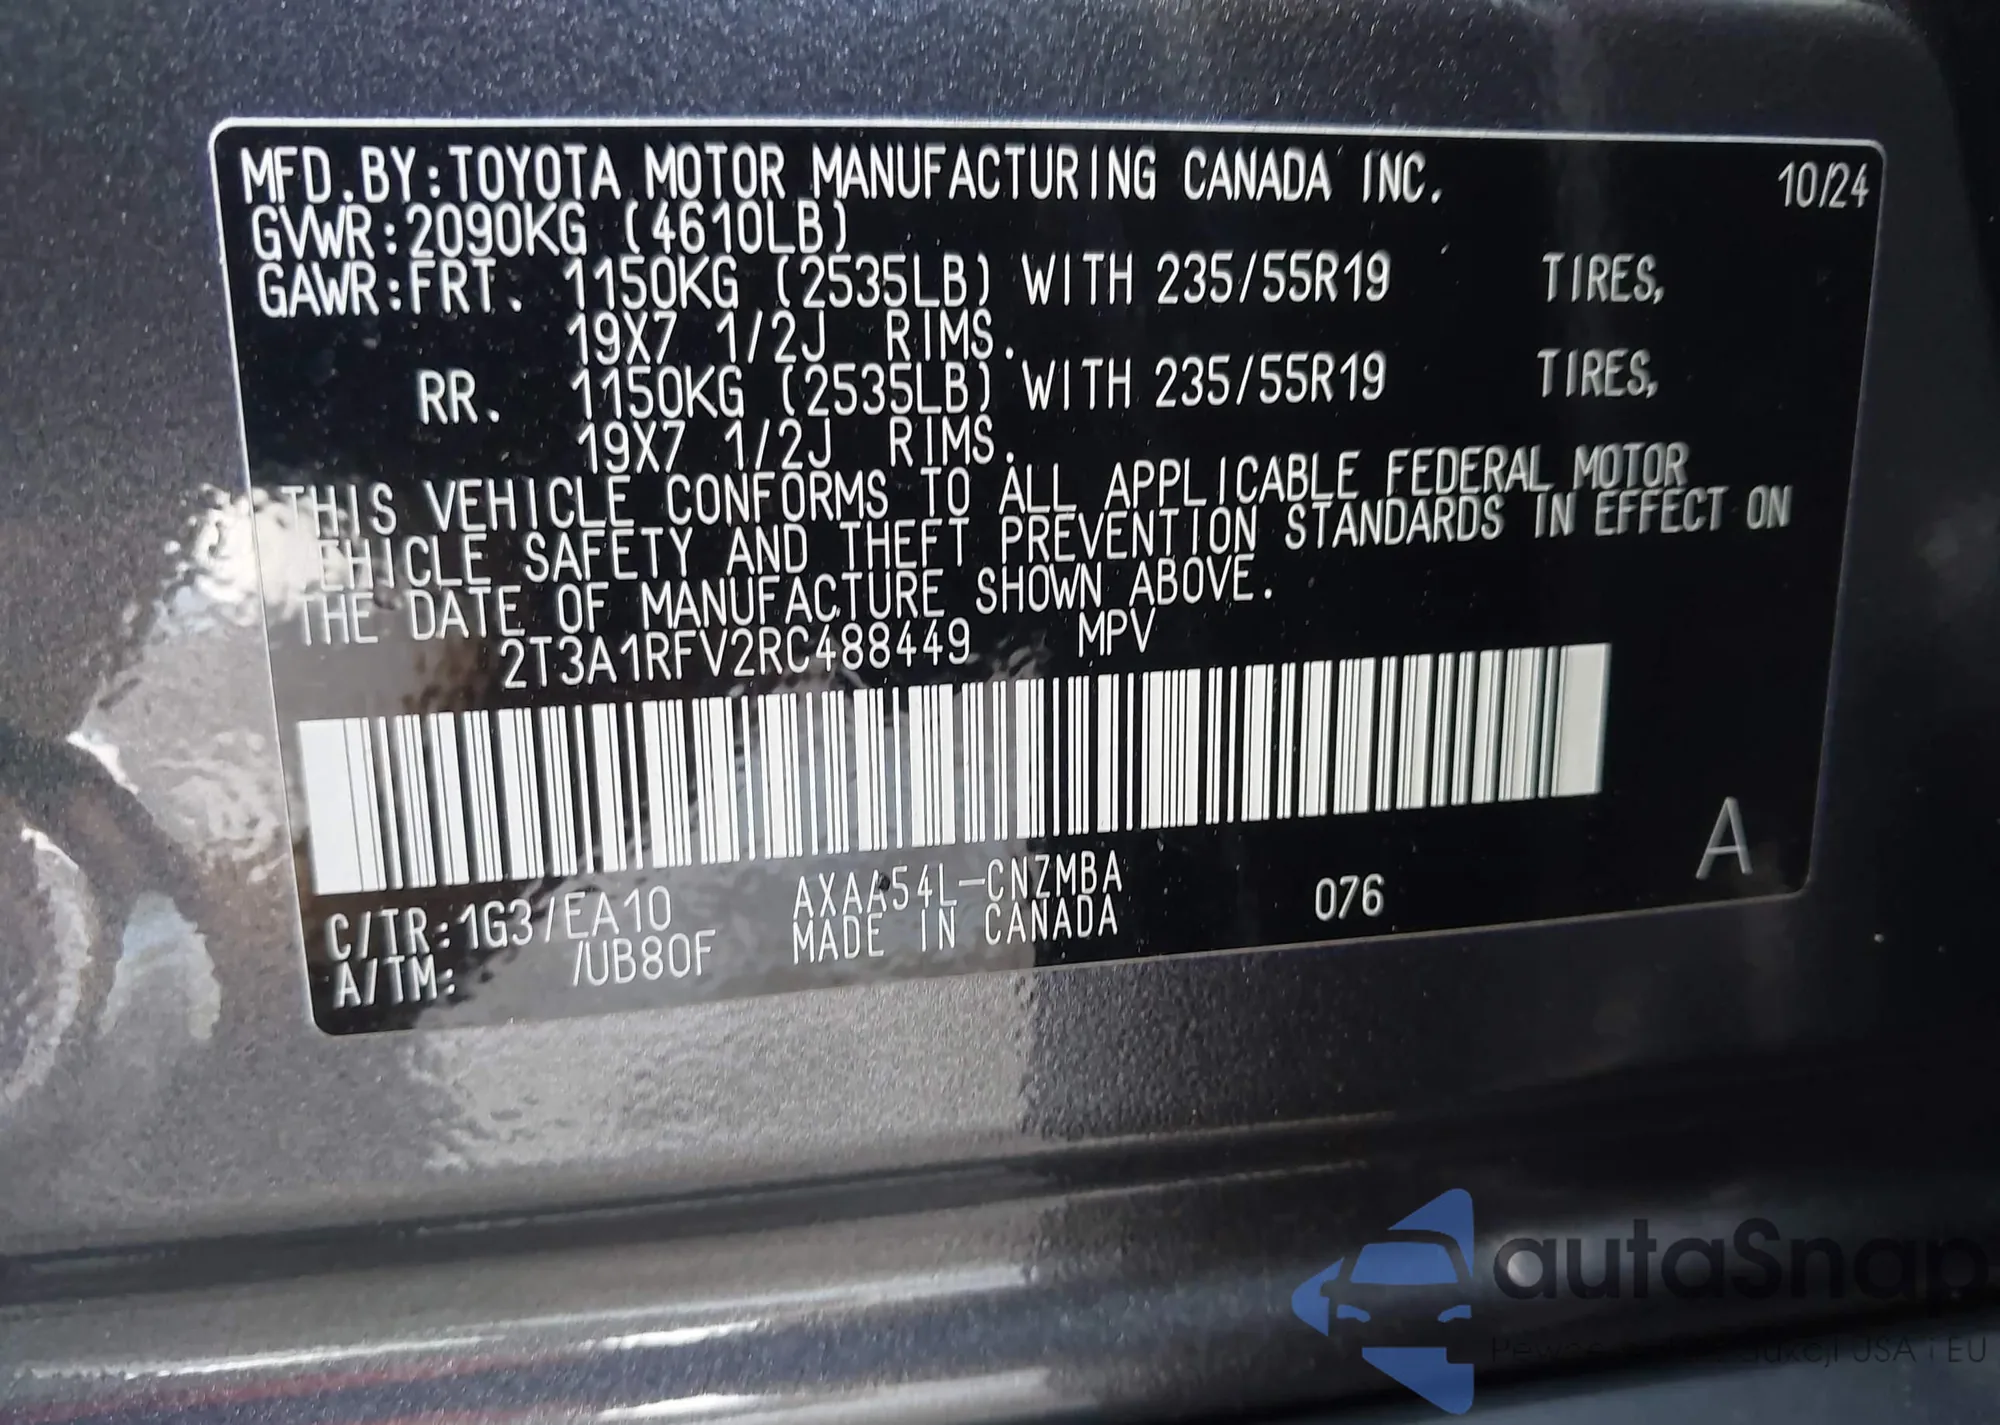 MFD.BY:TOYOTA MOTOR MANUFACTURING CANADA INC. 10/24
GVWR:2090KG (4610LB)
GAWR:FRT. 1150KG (2535LB) WITH 235/55R19 TIRES,
19X7 1/2J RIMS.
RR. 1150KG (2535LB) WITH 235/55R19 TIRES,
19X7 1/2J RIMS.
THIS VEHICLE CONFORMS TO ALL APPLICABLE FEDERAL MOTOR
VEHICLE SAFETY AND THEFT PREVENTION STANDARDS IN EFFECT ON
THE DATE OF MANUFACTURE SHOWN ABOVE.
2T3A1RFV2RC488449 MPV
A
C/TR:1G3/EA10 AXAA54L-CNZMBA 076
A/TM: /UB80F MADE IN CANADA
autaSnap
USA i EU